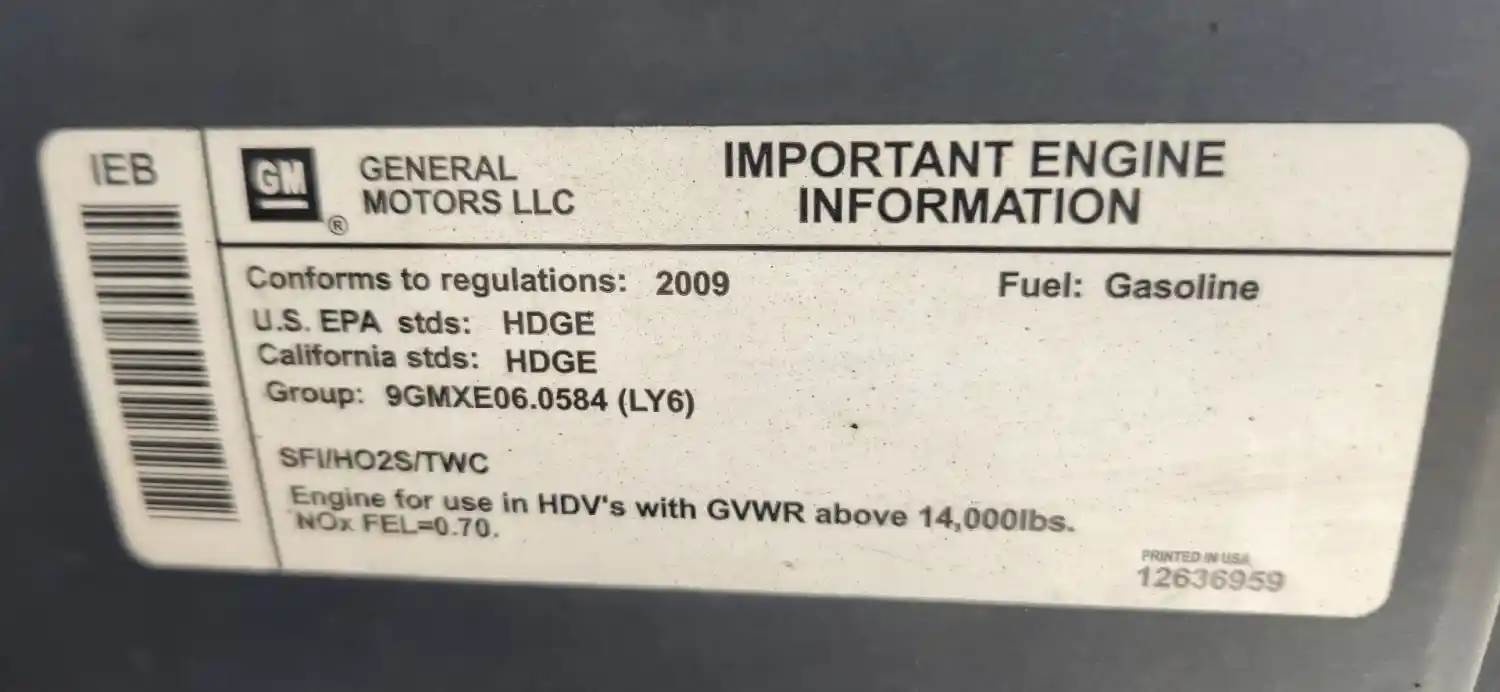 IEB
GM
®
GENERAL
MOTORS LLC
IMPORTANT ENGINE
INFORMATION
Conforms to regulations: 2009
Fuel: Gasoline
U.S. EPA stds: HDGE
California stds: HDGE
Group: 9GMXE06.0584 (LY6)
SFI/HO2S/TWC
Engine for use in HDV's with GVWR above 14,000lbs.
NOx FEL=0.70.
PRINTED IN USA
12636959